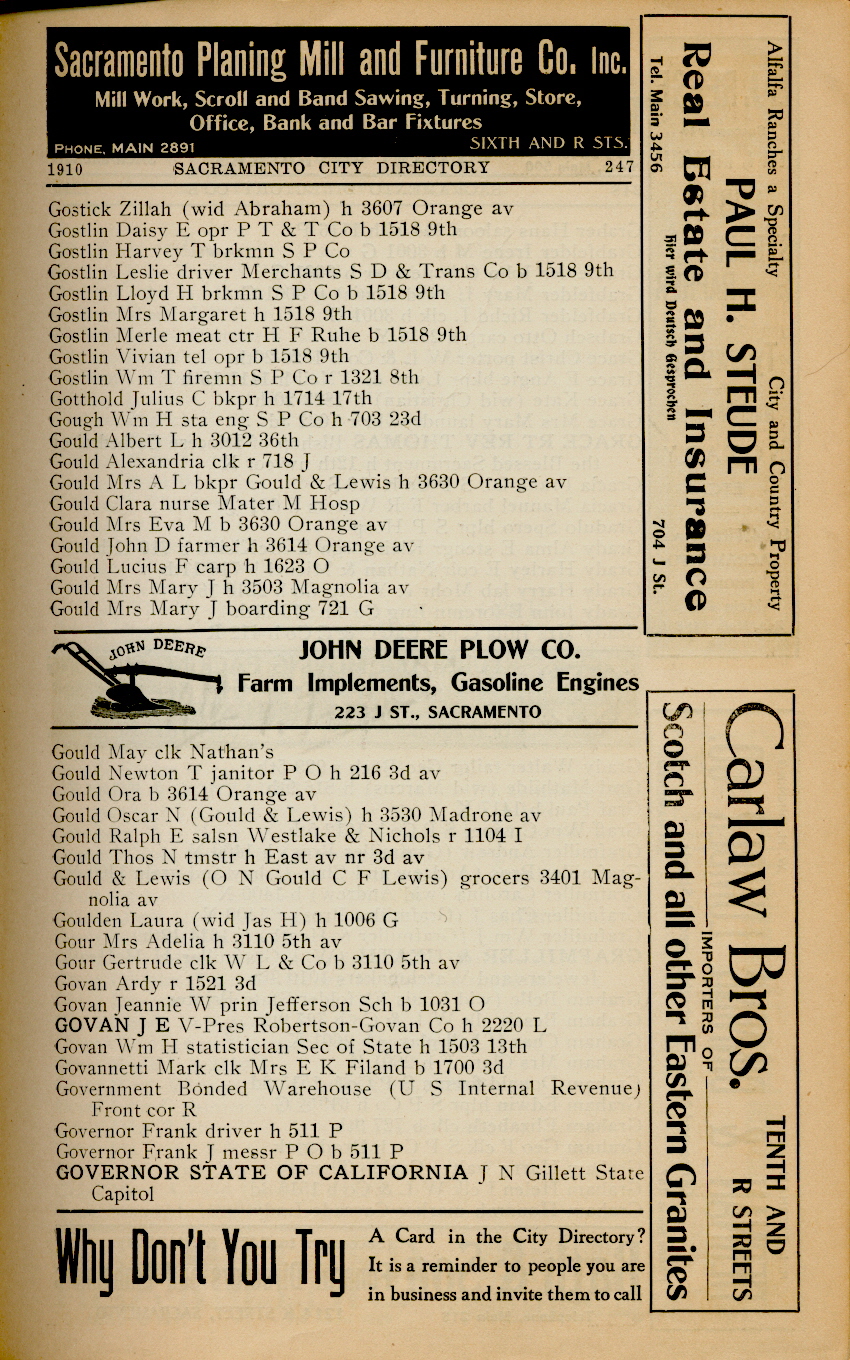 Sacramento Planing Mill and Furniture Co. Inc.
Mill Work, Scroll and Band Sawing, Turning, Store,
Office, Bank and Bar Fixtures
PHONE, MAIN 2891 SIXTH AND R STS.
1910 SACRAMENTO CITY DIRECTORY 247
Gostick Zillah (wid Abraham) h 3607 Orange av
Gostlin Daisy E opr P T & T Co b 1518 9th
Gostlin Harvey T brkmn S P Co
Gostlin Leslie driver Merchants S D & Trans Co b 1518 9th
Gostlin Lloyd H brkmn S P Co b 1518 9th
Gostlin Mrs Margaret h 1518 9th
Gostlin Merle meat ctr H F Ruhe b 1518 9th
Gostlin Vivian tel opr b 1518 9th
Gostlin Wm T firemn S P Co r 1321 8th
Gotthold Julius C bkpr h 1714 17th
Gough Wm H sta eng S P Co h 703 23d
Gould Albert L h 3012 36th
Gould Alexandria clk r 718 J
Gould Mrs A L bkpr Gould & Lewis h 3630 Orange av
Gould Clara nurse Mater M Hosp
Gould Mrs Eva M b 3630 Orange av
Gould John D farmer h 3614 Orange av
Gould Lucius F carp h 1623 O
Gould Mrs Mary J h 3503 Magnolia av
Gould Mrs Mary J boarding 721 G
JOHN DEERE
JOHN DEERE PLOW CO.
Farm Implements, Gasoline Engines
223 J ST., SACRAMENTO
Gould May clk Nathan's
Gould Newton T janitor P O h 216 3d av
Gould Ora b 3614 Orange av
Gould Oscar N (Gould & Lewis) h 3530 Madrone av
Gould Ralph E salsn Westlake & Nichols r 1104 I
Gould Thos N tmstr h East av nr 3d av
Gould & Lewis (O N Gould C F Lewis) grocers 3401 Mag-
nolia av
Goulden Laura (wid Jas H) h 1006 G
Gour Mrs Adelia h 3110 5th av
Gour Gertrude clk W L & Co b 3110 5th av
Govan Ardy r 1521 3d
Govan Jeannie W prin Jefferson Sch b 1031 O
GOVAN J E V-Pres Robertson-Govan Co h 2220 L
Govan Wm H statistician Sec of State h 1503 13th
Govannetti Mark clk Mrs E K Filand b 1700 3d
Government Bonded Warehouse (U S Internal Revenue)
Front cor R
Governor Frank driver h 511 P
Governor Frank J messr P O b 511 P
GOVERNOR STATE OF CALIFORNIA J N Gillett State
Capitol
Why Don't You Try
A Card in the City Directory?
It is a reminder to people you are
in business and invite them to call
Alfalfa Ranches a Specialty City and Country Property
PAUL H. STEUDE
Real Estate and Insurance
Hier wird Deutsch Gesprochen
Tel. Main 3456 704 J St.
TENTH AND
R STREETS
Carlaw Bros.
IMPORTERS OF
Scotch and all other Eastern Granites